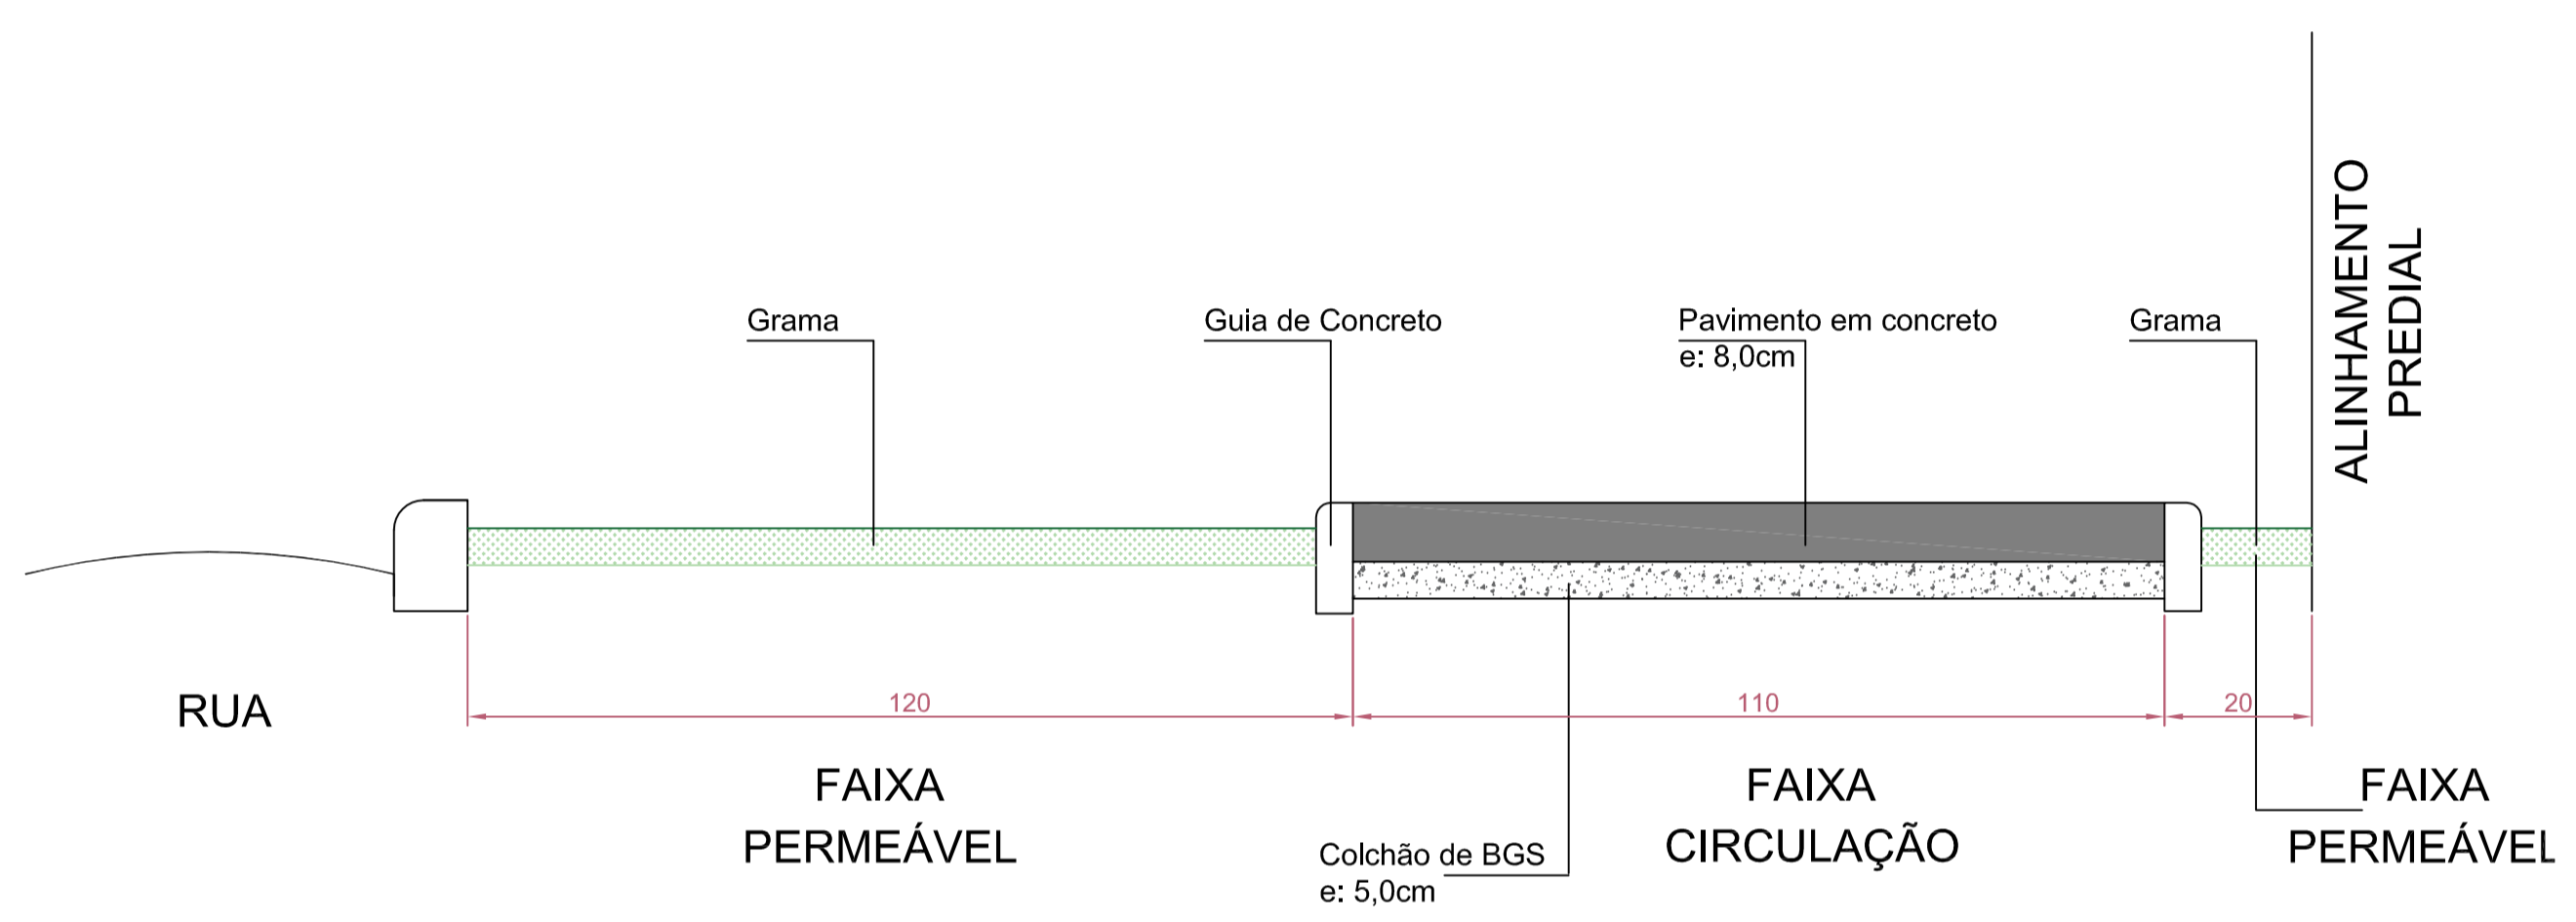 ALINHAMENTO
PREDIAL
Grama
Guia de Concreto
Pavimento em concreto
e: 8,0cm
Grama
RUA
120
110
20
FAIXA
PERMEÁVEL
FAIXA
CIRCULAÇÃO
FAIXA
PERMEÁVEL
Colchão de BGS
e: 5,0cm